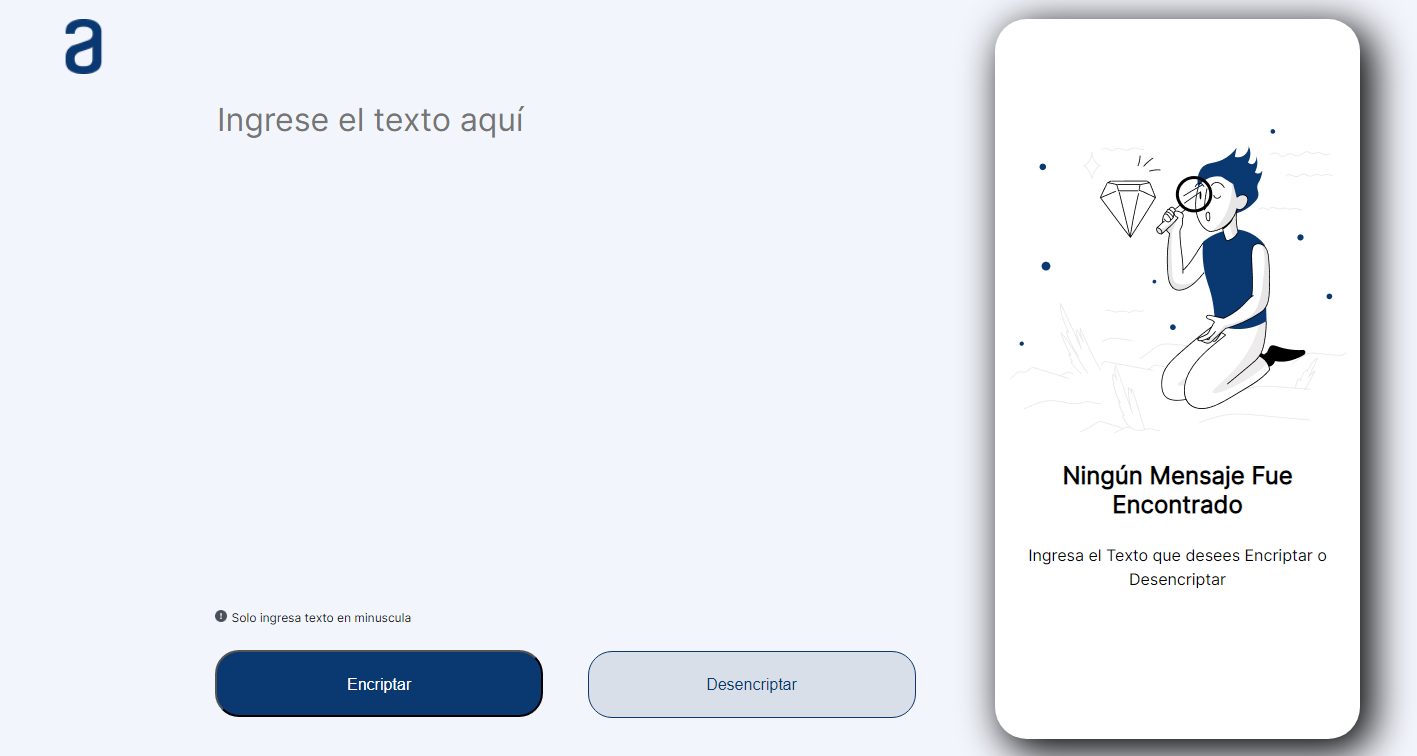 a
Ingrese el texto aquí
Ningún Mensaje Fue
Encontrado
Ingresa el Texto que desees Encriptar o
Desencriptar
Solo ingresa texto en minuscula
Encriptar
Desencriptar